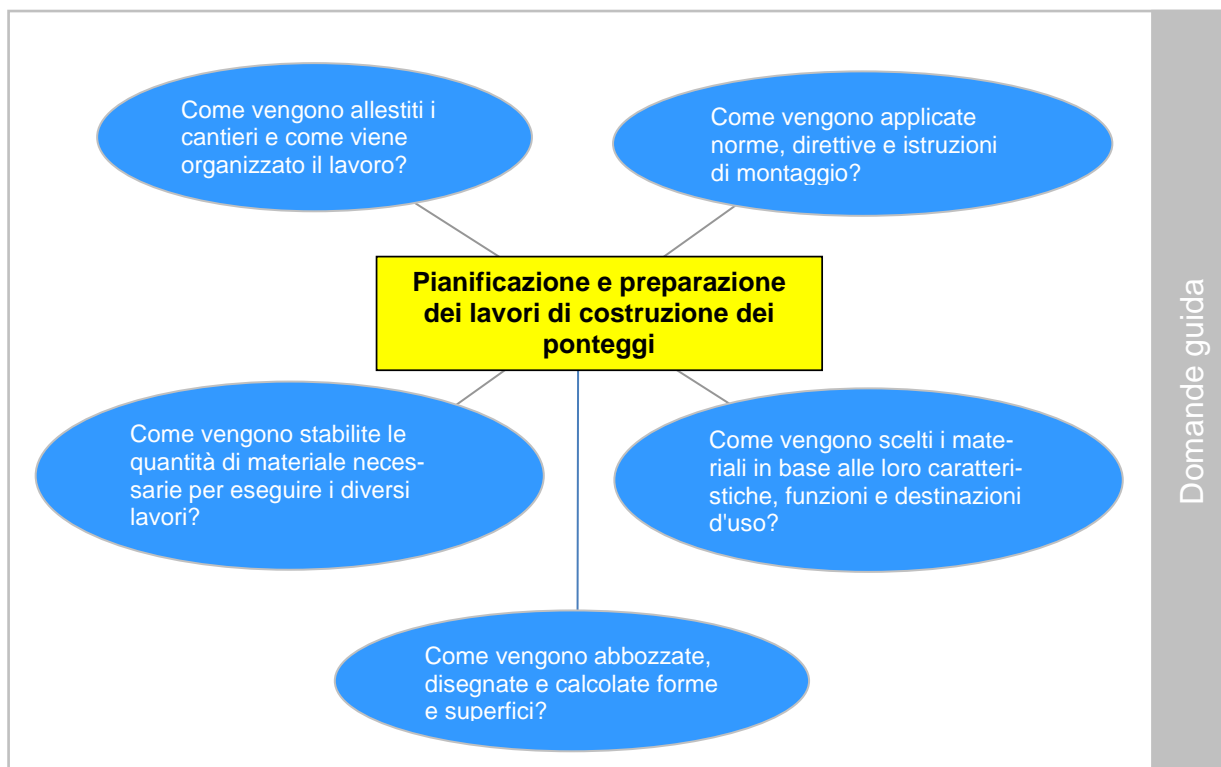 Come vengono allestiti i
cantieri e come viene
organizzato il lavoro?
Come vengono applicate
norme, direttive e istruzioni
di montaggio?
Pianificazione e preparazione
dei lavori di costruzione dei
ponteggi
Come vengono stabilite le
quantità di materiale neces-
sarie per eseguire i diversi
lavori?
Come vengono scelti i mate-
riali in base alle loro caratteri-
stiche, funzioni e destinazioni
d'uso?
Come vengono abbozzate,
disegnate e calcolate forme
e superfici?
Domande guida